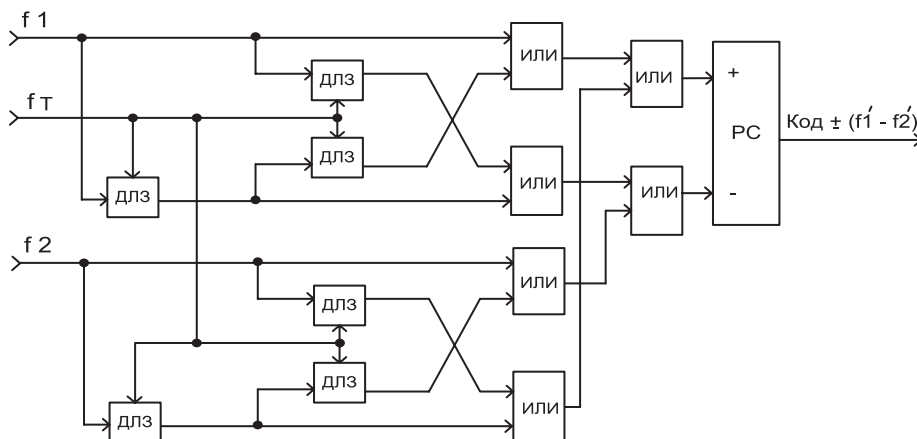 f 1
ИЛИ
ИЛИ
ДЛЗ
+
f т
Код ± (f1' - f2')
РС
ДЛЗ
ИЛИ
ИЛИ
ДЛЗ
-
f 2
ИЛИ
ДЛЗ
ДЛЗ
ИЛИ
ДЛЗ